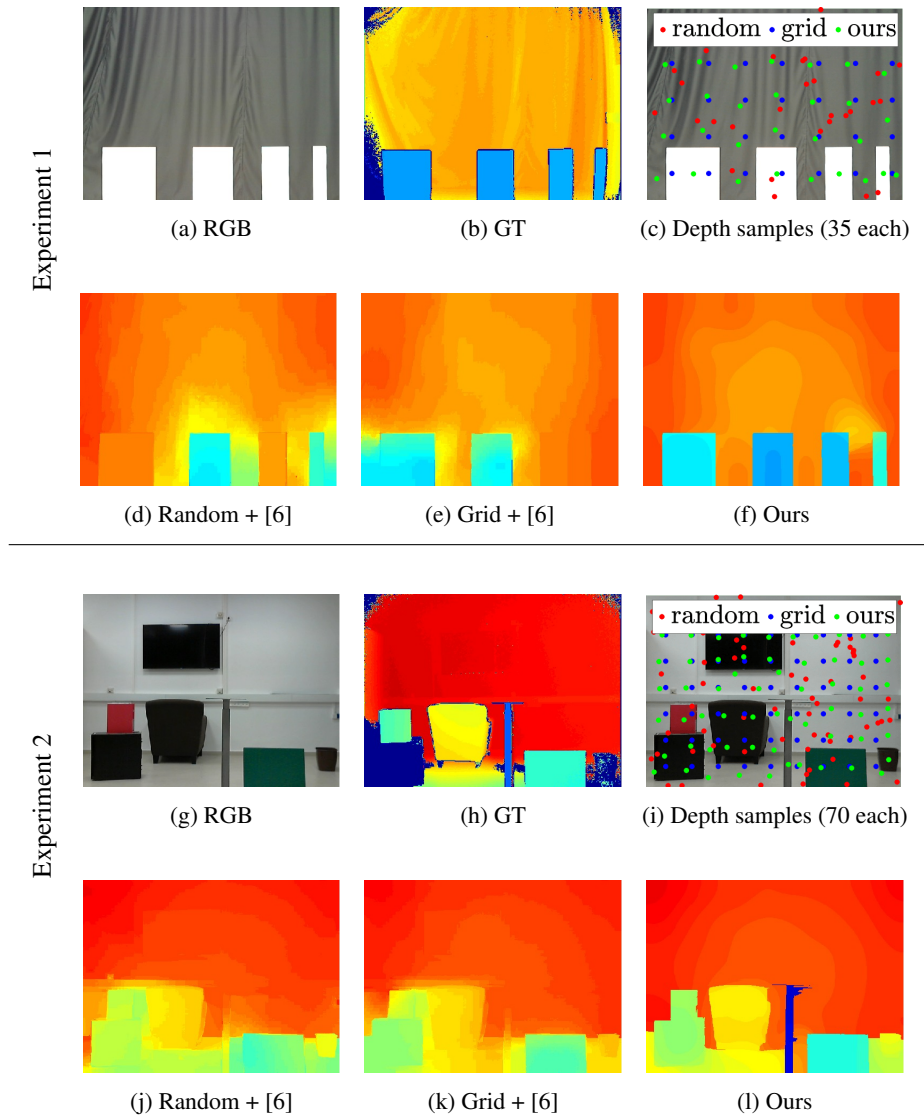 Experiment 1
random grid ours
(a) RGB
(b) GT
(c) Depth samples (35 each)
(d) Random + [6]
(e) Grid + [6]
(f) Ours
Experiment 2
random grid ours
(g) RGB
(h) GT
(i) Depth samples (70 each)
(j) Random + [6]
(k) Grid + [6]
(l) Ours